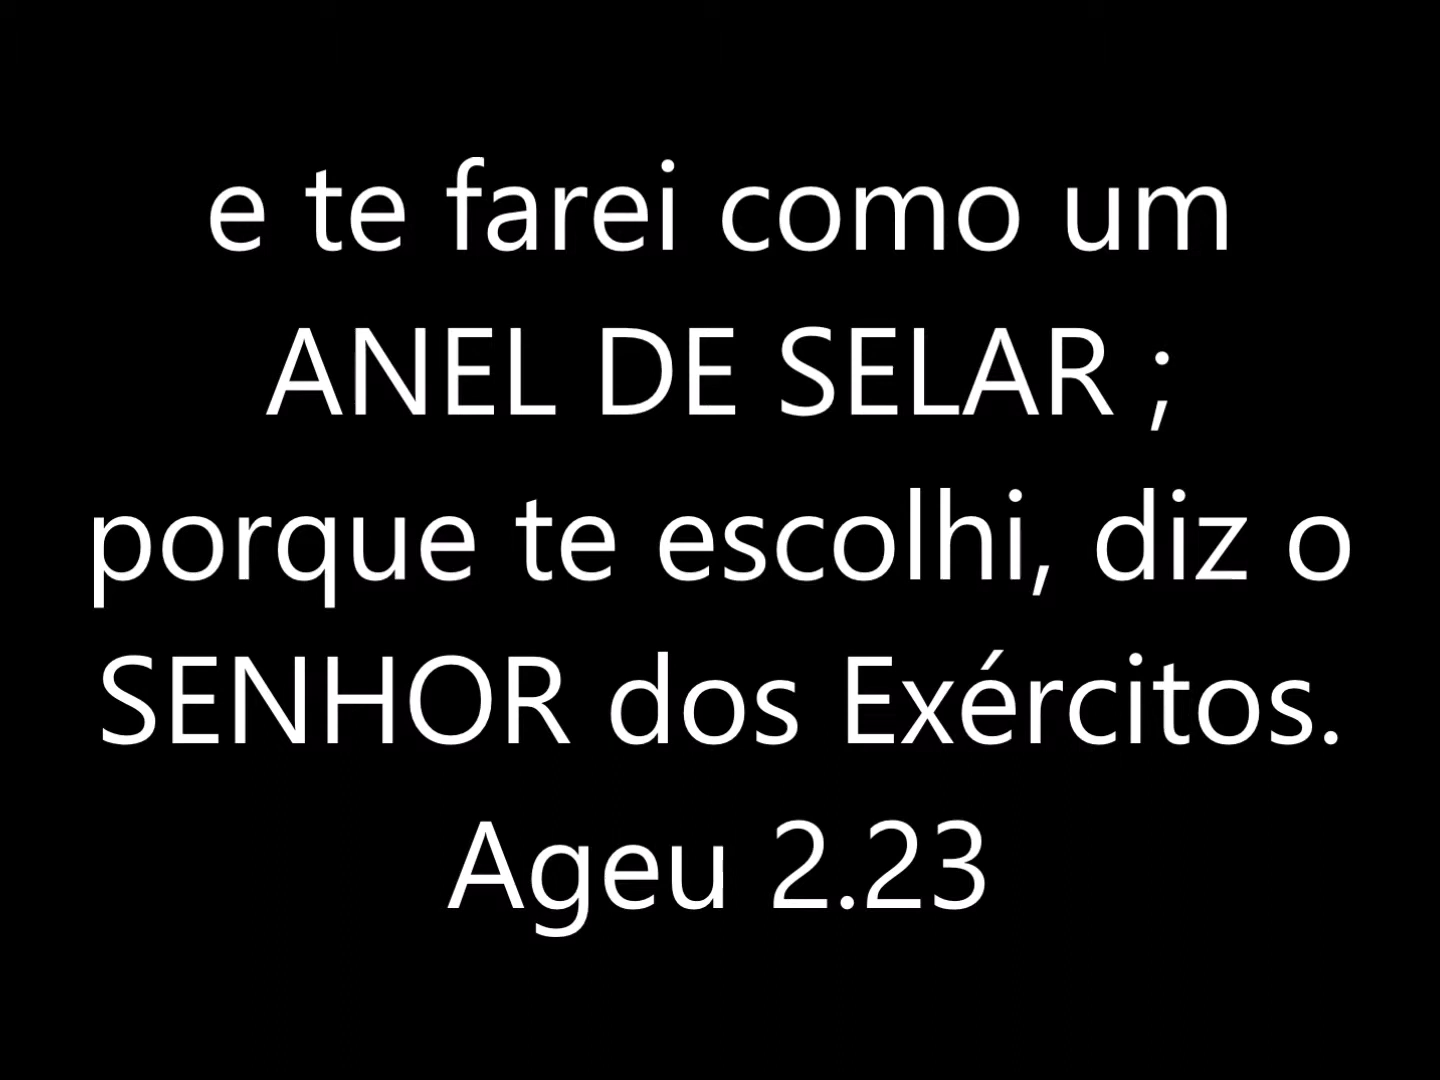 e te farei como um
ANEL DE SELAR ;
porque te escolhi, diz o
SENHOR dos Exércitos.
Ageu 2.23